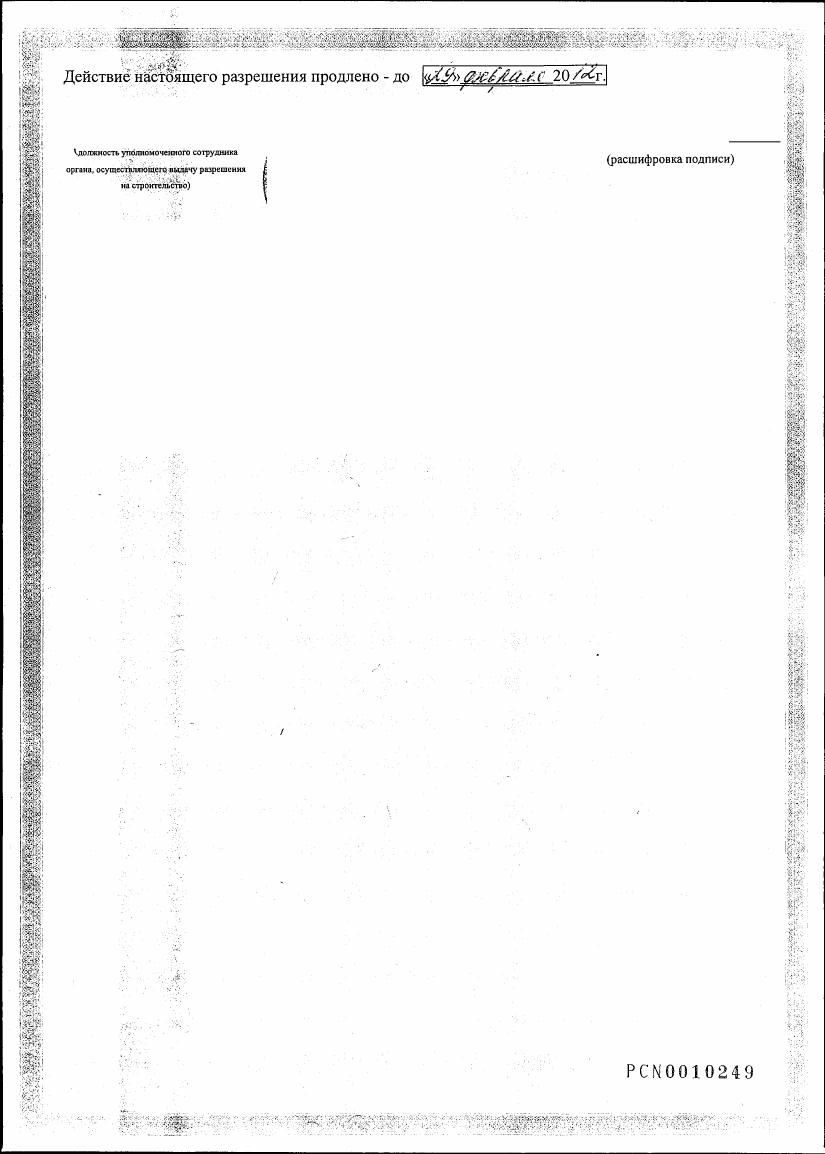 Действие настоящего разрешения продлено - до «29» февраля 2012г.
(должность уполномоченного сотрудника
органа, осуществляющего выдачу разрешения
на строительство)
(расшифровка подписи)
PCN0010249